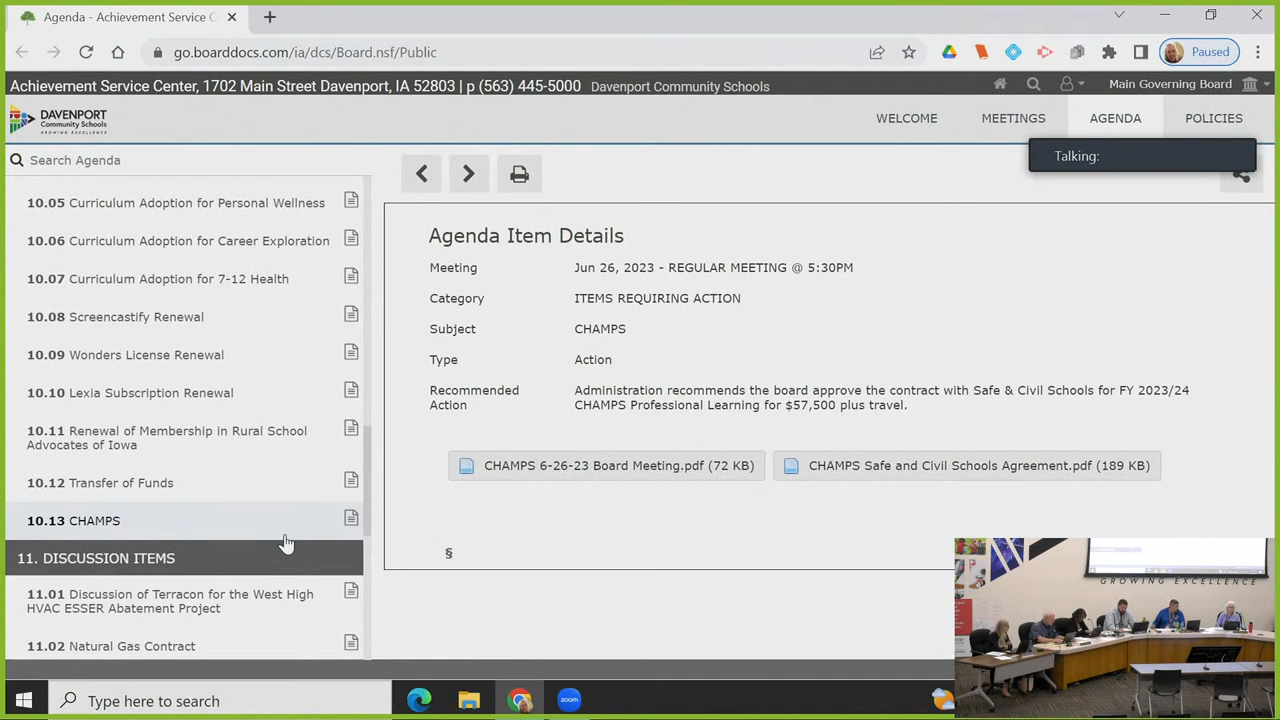 Agenda - Achievement Service C
go.boarddocs.com/ia/dcs/Board.nsf/Public
Paused
Achievement Service Center, 1702 Main Street Davenport, IA 52803 | p (563) 445-5000 Davenport Community Schools
Main Governing Board
DAVENPORT
Community Schools
GROWING EXCELLENCE
WELCOME
MEETINGS
AGENDA
POLICIES
Talking:
Search Agenda
10.05 Curriculum Adoption for Personal Wellness
10.06 Curriculum Adoption for Career Exploration
10.07 Curriculum Adoption for 7-12 Health
10.08 Screencastify Renewal
10.09 Wonders License Renewal
10.10 Lexia Subscription Renewal
10.11 Renewal of Membership in Rural School
Advocates of Iowa
10.12 Transfer of Funds
10.13 CHAMPS
11. DISCUSSION ITEMS
11.01 Discussion of Terracon for the West High
HVAC ESSER Abatement Project
11.02 Natural Gas Contract
Agenda Item Details
Meeting Jun 26, 2023 - REGULAR MEETING @ 5:30PM
Category ITEMS REQUIRING ACTION
Subject CHAMPS
Type Action
Recommended Administration recommends the board approve the contract with Safe & Civil Schools for FY 2023/24
Action CHAMPS Professional Learning for $57,500 plus travel.
CHAMPS 6-26-23 Board Meeting.pdf (72 KB)
CHAMPS Safe and Civil Schools Agreement.pdf (189 KB)
§
GROWING EXCELLENCE
Type here to search
zoom